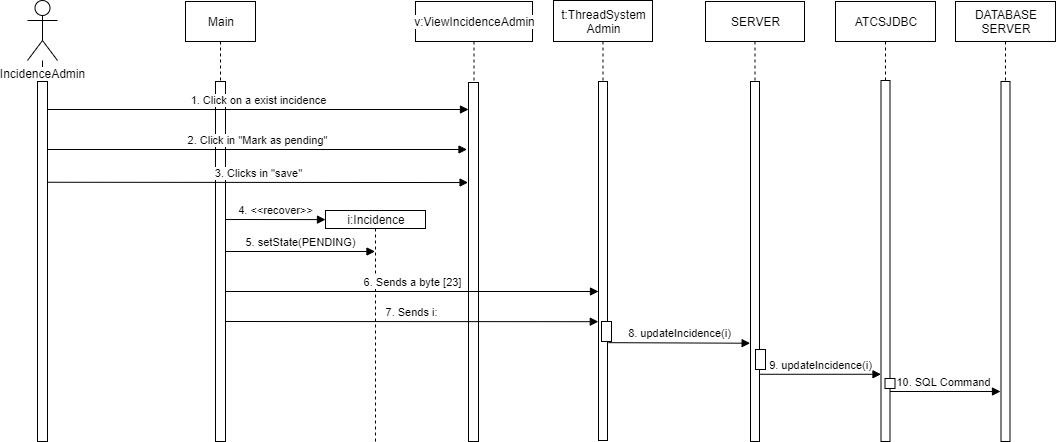 IncidenceAdmin
Main
v:ViewIncidenceAdmin
t:ThreadSystem
Admin
SERVER
ATCSJDBC
DATABASE
SERVER
1. Click on a exist incidence
2. Click in "Mark as pending"
3. Clicks in "save"
4. <<recover>>
i:Incidence
5. setState(PENDING)
6. Sends a byte [23]
7. Sends i:
8. updateIncidence(i)
9. updateIncidence(i)
10. SQL Command